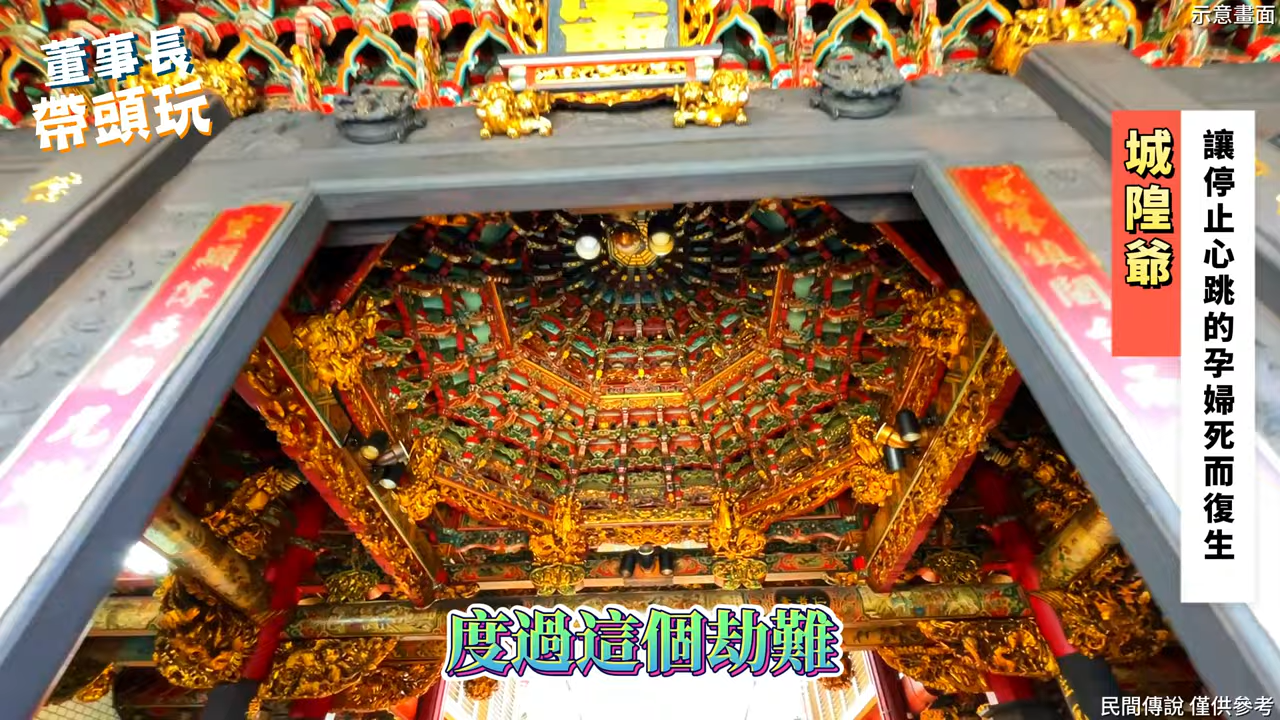 示意畫面
董事長
帶頭玩
城隍爺
讓停止心跳的孕婦死而復生
度過這個劫難
民間傳說 僅供參考